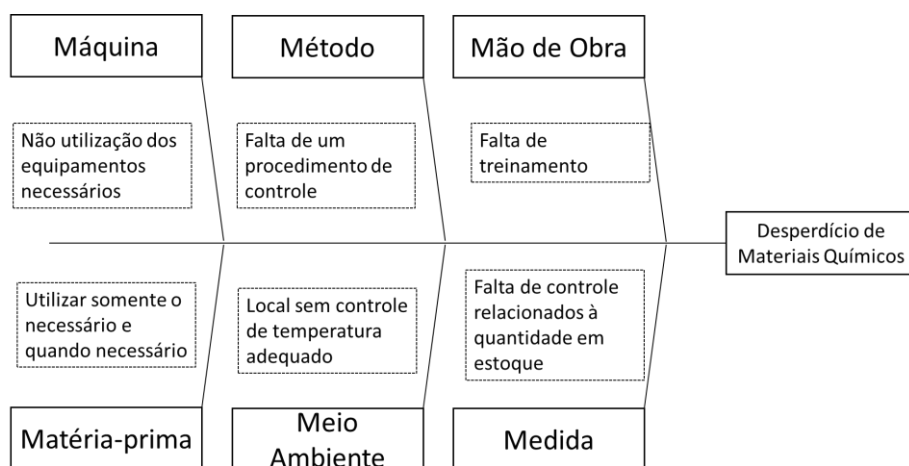 Máquina
Método
Mão de Obra
Não utilização dos
equipamentos
necessários
Falta de um
procedimento de
controle
Falta de
treinamento
Desperdício de
Materiais Químicos
Utilizar somente o
necessário e
quando necessário
Local sem controle
de temperatura
adequado
Falta de controle
relacionados à
quantidade em
estoque
Matéria-prima
Meio
Ambiente
Medida